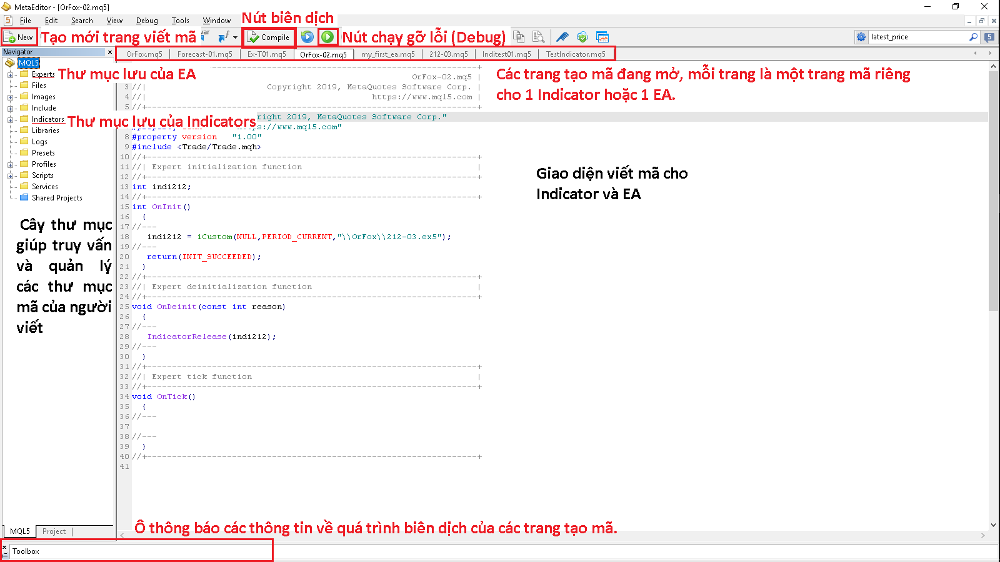 MetaEditor - [OrFox-02.mq5]
File Edit Search View Debug Tools Window
Nút biên dịch
New
Tạo mới trang viết mã
Compile
Nút chạy gỡ lỗi (Debug)
latest_price
5
Navigator
OrFox.mq5 Forecast-01.mq5 Ex-T01.mq5 OrFox-02.mq5 my_first_ea.mq5 212-03.mq5 Inditest01.mq5 TestIndicator.mq5
MQL5
Experts
Files
Images
Include
Indicators
Libraries
Logs
Presets
Profiles
Scripts
Services
Shared Projects
Thư mục lưu của EA
Thư mục lưu của Indicators
Cây thư mục
giúp truy vấn
và quản lý
các thư mục
mã của người
viết
Các trang tạo mã đang mở, mỗi trang là một trang mã riêng
cho 1 Indicator hoặc 1 EA.
Giao diện viết mã cho
Indicator và EA
OrFox-02.mq5 |
3 //| Copyright 2019, MetaQuotes Software Corp. |
4 //| https://www.mql5.com |
5 //+------------------------------------------------------------------+
right 2019, MetaQuotes Software Corp."
https://www.mql5.com"
8 #property version "1.00"
9 #include <Trade/Trade.mqh>
10 //+------------------------------------------------------------------+
11 //| Expert initialization function |
12 //+------------------------------------------------------------------+
13 int indi212;
14 //+------------------------------------------------------------------+
15 int OnInit()
16 {
17 //---
18 indi212 = iCustom(NULL,PERIOD_CURRENT,"\\OrFox\\212-03.ex5");
19 //---
20 return(INIT_SUCCEEDED);
21 }
22 //+------------------------------------------------------------------+
23 //| Expert deinitialization function |
24 //+------------------------------------------------------------------+
25 void OnDeinit(const int reason)
26 {
27 //---
28 IndicatorRelease(indi212);
29 //---
30 }
31 //+------------------------------------------------------------------+
32 //| Expert tick function |
33 //+------------------------------------------------------------------+
34 void OnTick()
35 {
36 //---
37
38 //---
39 }
40 //+------------------------------------------------------------------+
41
Ô thông báo các thông tin về quá trình biên dịch của các trang tạo mã.
MQL5 Project
Toolbox